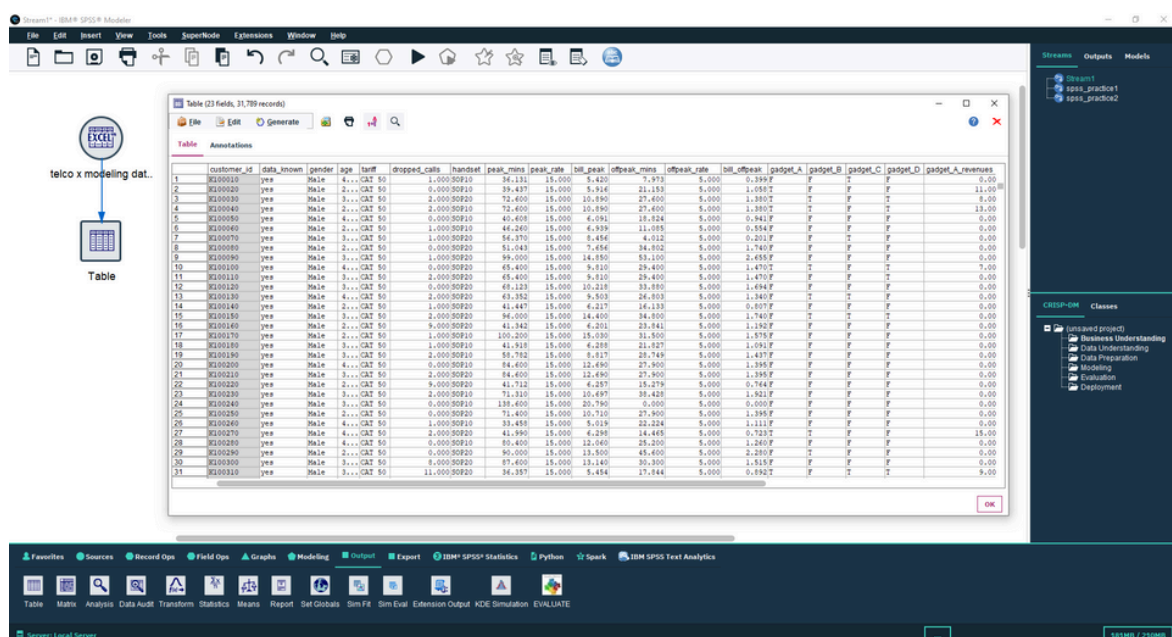 Stream1* - IBM® SPSS® Modeler
File Edit Insert View Tools SuperNode Extensions Window Help
Streams Outputs Models
Stream1
spss_practice1
spss_practice2
EXCEL
telco x modeling dat..
Table
Table (23 fields, 31,789 records)
File Edit Generate
Table Annotations
customer_id data_known gender age tariff dropped_calls handset peak_mins peak_rate bill_peak offpeak_mins offpeak_rate bill_offpeak gadget_A gadget_B gadget_C gadget_D gadget_A_revenues
1 K100010 yes Male 4... CAT 50 1.000 SOP10 36.131 15.000 5.420 7.973 5.000 0.399 F F T F 0.00
2 K100020 yes Male 2... CAT 50 0.000 SOP10 39.437 15.000 5.916 21.153 5.000 1.058 T F F F 11.00
3 K100030 yes Male 3... CAT 50 2.000 SOP20 72.600 15.000 10.890 27.600 5.000 1.380 T T F T 8.00
4 K100040 yes Male 2... CAT 50 2.000 SOP10 72.600 15.000 10.890 27.600 5.000 1.380 T T F T 13.00
5 K100050 yes Male 4... CAT 50 0.000 SOP10 40.608 15.000 6.091 18.824 5.000 0.941 F F F F 0.00
6 K100060 yes Male 2... CAT 50 1.000 SOP10 46.260 15.000 6.939 11.085 5.000 0.554 F F T F 0.00
7 K100070 yes Male 3... CAT 50 1.000 SOP20 56.370 15.000 8.456 4.012 5.000 0.201 F F T F 0.00
8 K100080 yes Male 2... CAT 50 0.000 SOP20 51.043 15.000 7.656 34.802 5.000 1.740 F F F F 0.00
9 K100090 yes Male 3... CAT 50 1.000 99.000 15.000 14.850 53.100 5.000 2.655 F F F F 0.00
10 K100100 yes Male 4... CAT 50 0.000 65.400 15.000 9.810 29.400 5.000 1.470 T F T T 7.00
11 K100110 yes Male 3... CAT 50 2.000 65.400 15.000 9.810 29.400 5.000 1.470 F F F T 0.00
12 K100120 yes Male 3... CAT 50 0.000 68.123 15.000 10.218 33.880 5.000 1.694 F F F F 0.00
13 K100130 yes Male 4... CAT 50 2.000 63.352 15.000 9.503 26.803 5.000 1.340 F T T F 0.00
14 K100140 yes Male 2... CAT 50 0.000 41.447 15.000 6.217 16.133 5.000 0.807 F F F F 0.00
15 K100150 yes Male 3... CAT 50 2.000 96.000 15.000 14.400 34.800 5.000 1.740 F T T 0.00
16 K100160 yes Male 2... CAT 50 9.000 41.342 15.000 6.201 23.841 5.000 1.192 F F F F 0.00
17 K100170 yes Male 2... CAT 50 1.000 100.200 15.000 15.030 31.500 5.000 1.575 F F F F 0.00
18 K100180 yes Male 3... CAT 50 0.000 41.918 15.000 6.288 21.827 5.000 1.091 F F F F 0.00
19 K100190 yes Male 3... CAT 50 2.000 58.782 15.000 8.817 28.749 5.000 1.437 F F F F 0.00
20 K100200 yes Male 4... CAT 50 0.000 84.600 15.000 12.690 27.900 5.000 1.395 F F F F 0.00
21 K100210 yes Male 2... CAT 50 2.000 84.600 15.000 12.690 27.900 5.000 1.395 F F F F 0.00
22 K100220 yes Male 2... CAT 50 9.000 41.712 15.000 6.257 15.279 5.000 0.764 F F F F 0.00
23 K100230 yes Male 3... CAT 50 2.000 71.310 15.000 10.697 38.428 5.000 1.921 F F F F 0.00
24 K100240 yes Male 3... CAT 50 0.000 138.600 15.000 20.790 0.000 5.000 0.000 F F F F 0.00
25 K100250 yes Male 2... CAT 50 0.000 71.400 15.000 10.710 27.900 5.000 1.395 F F F 0.00
26 K100260 yes Male 4... CAT 50 1.000 33.458 15.000 5.019 22.224 5.000 1.111 F F F F 0.00
27 K100270 yes Male 4... CAT 50 2.000 41.990 15.000 6.298 14.465 5.000 0.723 T F T T 15.00
28 K100280 yes Male 4... CAT 50 0.000 80.400 15.000 12.060 25.200 5.000 1.260 F F F F 0.00
29 K100290 yes Male 2... CAT 50 0.000 90.000 15.000 13.500 45.600 5.000 2.280 F T F T 0.00
30 K100300 yes Male 3... CAT 50 8.000 87.600 15.000 13.140 30.300 5.000 1.515 F F F F 0.00
31 K100310 yes Male 3... CAT 50 11.000 36.357 15.000 5.454 17.844 5.000 0.892 T F T T 9.00
OK
CRISP-DM Classes
(unsaved project)
Business Understanding
Data Understanding
Data Preparation
Modeling
Evaluation
Deployment
Favorites Sources Record Ops Field Ops Graphs Modeling Output Export IBM® SPSS® Statistics Python Spark IBM SPSS Text Analytics
Table Matrix Analysis Data Audit Transform Statistics Means Report Set Globals Sim Fit Sim Eval Extension Output KDE Simulation EVALUATE
Server: Local Server
181MB / 250MB